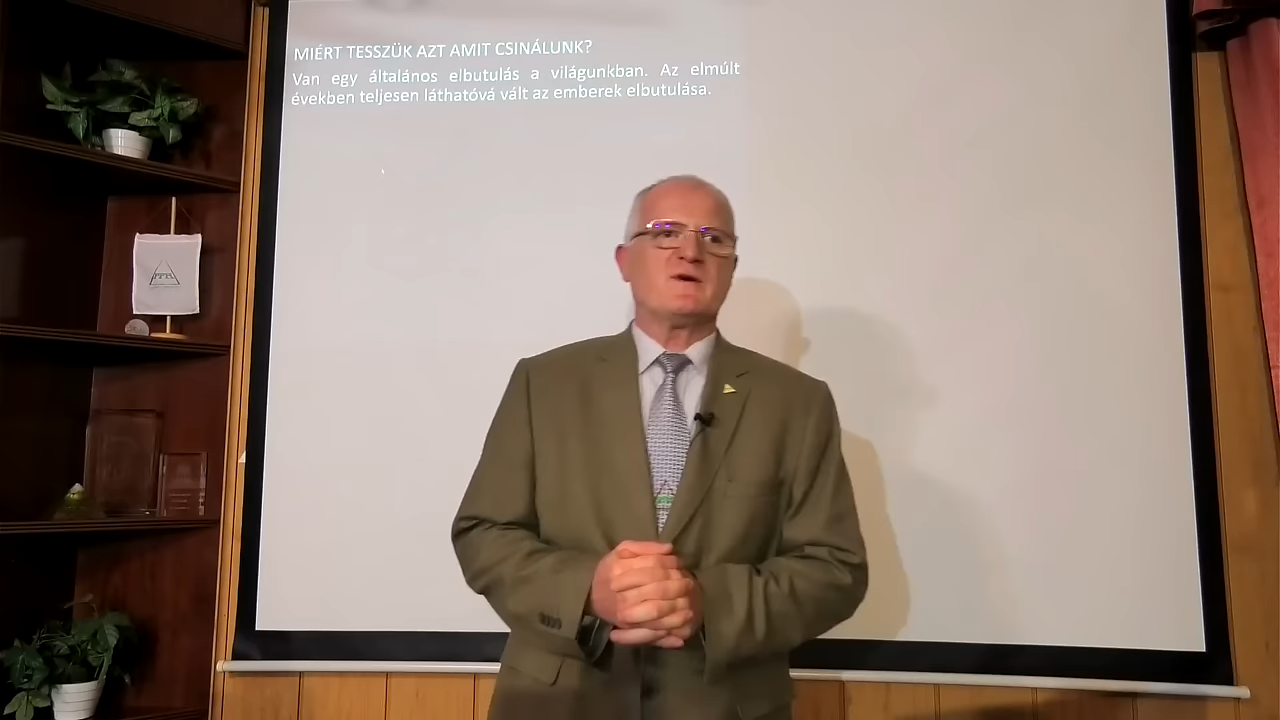 MIÉRT TESSZÜK AZT AMIT CSINÁLUNK?
Van egy általános elbutulás a világunkban. Az elmúlt
években teljesen láthatóvá vált az emberek elbutulása.